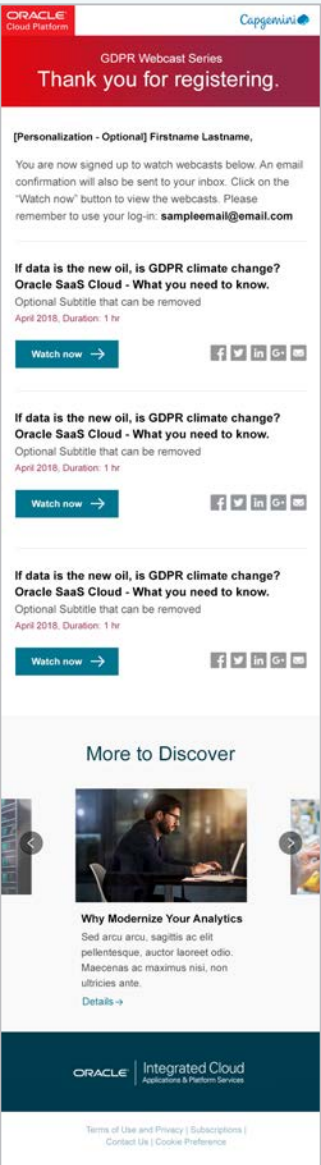 ORACLE
Cloud Platform
Capgemini
GDPR Webcast Series
Thank you for registering.
[Personalization - Optional] Firstname Lastname,
You are now signed up to watch webcasts below. An email
confirmation will also be sent to your inbox. Click on the
"Watch now" button to view the webcasts. Please
remember to use your log-in: sampleemail@email.com
If data is the new oil, is GDPR climate change?
Oracle SaaS Cloud - What you need to know.
Optional Subtitle that can be removed
April 2018, Duration: 1 hr
Watch now →
If data is the new oil, is GDPR climate change?
Oracle SaaS Cloud - What you need to know.
Optional Subtitle that can be removed
April 2018, Duration: 1 hr
Watch now →
If data is the new oil, is GDPR climate change?
Oracle SaaS Cloud - What you need to know.
Optional Subtitle that can be removed
April 2018, Duration: 1 hr
Watch now →
More to Discover
Why Modernize Your Analytics
Sed arcu arcu, sagittis ac elit
pellentesque, auctor laoreet odio.
Maecenas ac maximus nisi, non
ultricies ante.
Details →
ORACLE | Integrated Cloud
Applications & Platform Services
Terms of Use and Privacy | Subscriptions |
Contact Us | Cookie Preference